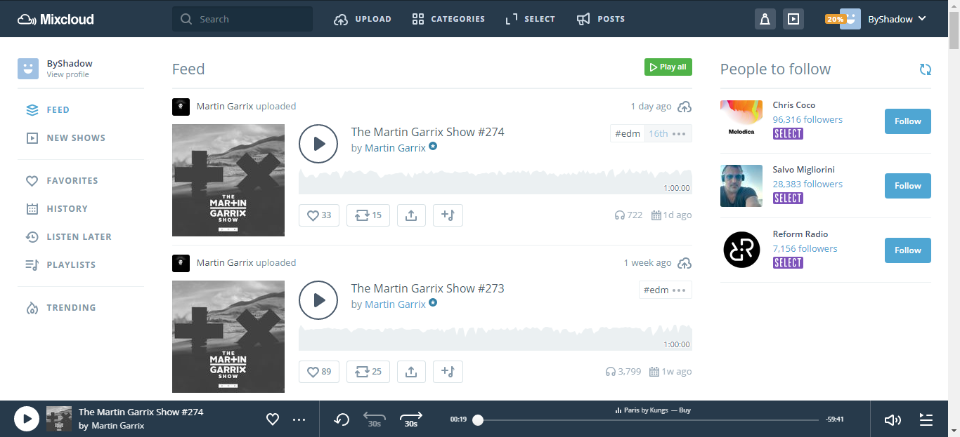 Mixcloud
Search
UPLOAD
CATEGORIES
SELECT
POSTS
20%
ByShadow
ByShadow
View profile
FEED
NEW SHOWS
FAVORITES
HISTORY
LISTEN LATER
PLAYLISTS
TRENDING
Feed
Play all
Martin Garrix uploaded
1 day ago
THE MARTIN GARRIX SHOW
The Martin Garrix Show #274
by Martin Garrix
#edm 16th
1:00:00
33
15
722
1d ago
Martin Garrix uploaded
1 week ago
THE MARTIN GARRIX SHOW
The Martin Garrix Show #273
by Martin Garrix
#edm
1:00:00
89
25
3,799
1w ago
People to follow
Melodica
Chris Coco
96,316 followers
SELECT
Follow
Salvo Migliorini
28,383 followers
SELECT
Follow
Reform Radio
7,156 followers
SELECT
Follow
The Martin Garrix Show #274
by Martin Garrix
30s
30s
00:19
Paris by Kungs — Buy
-59:41